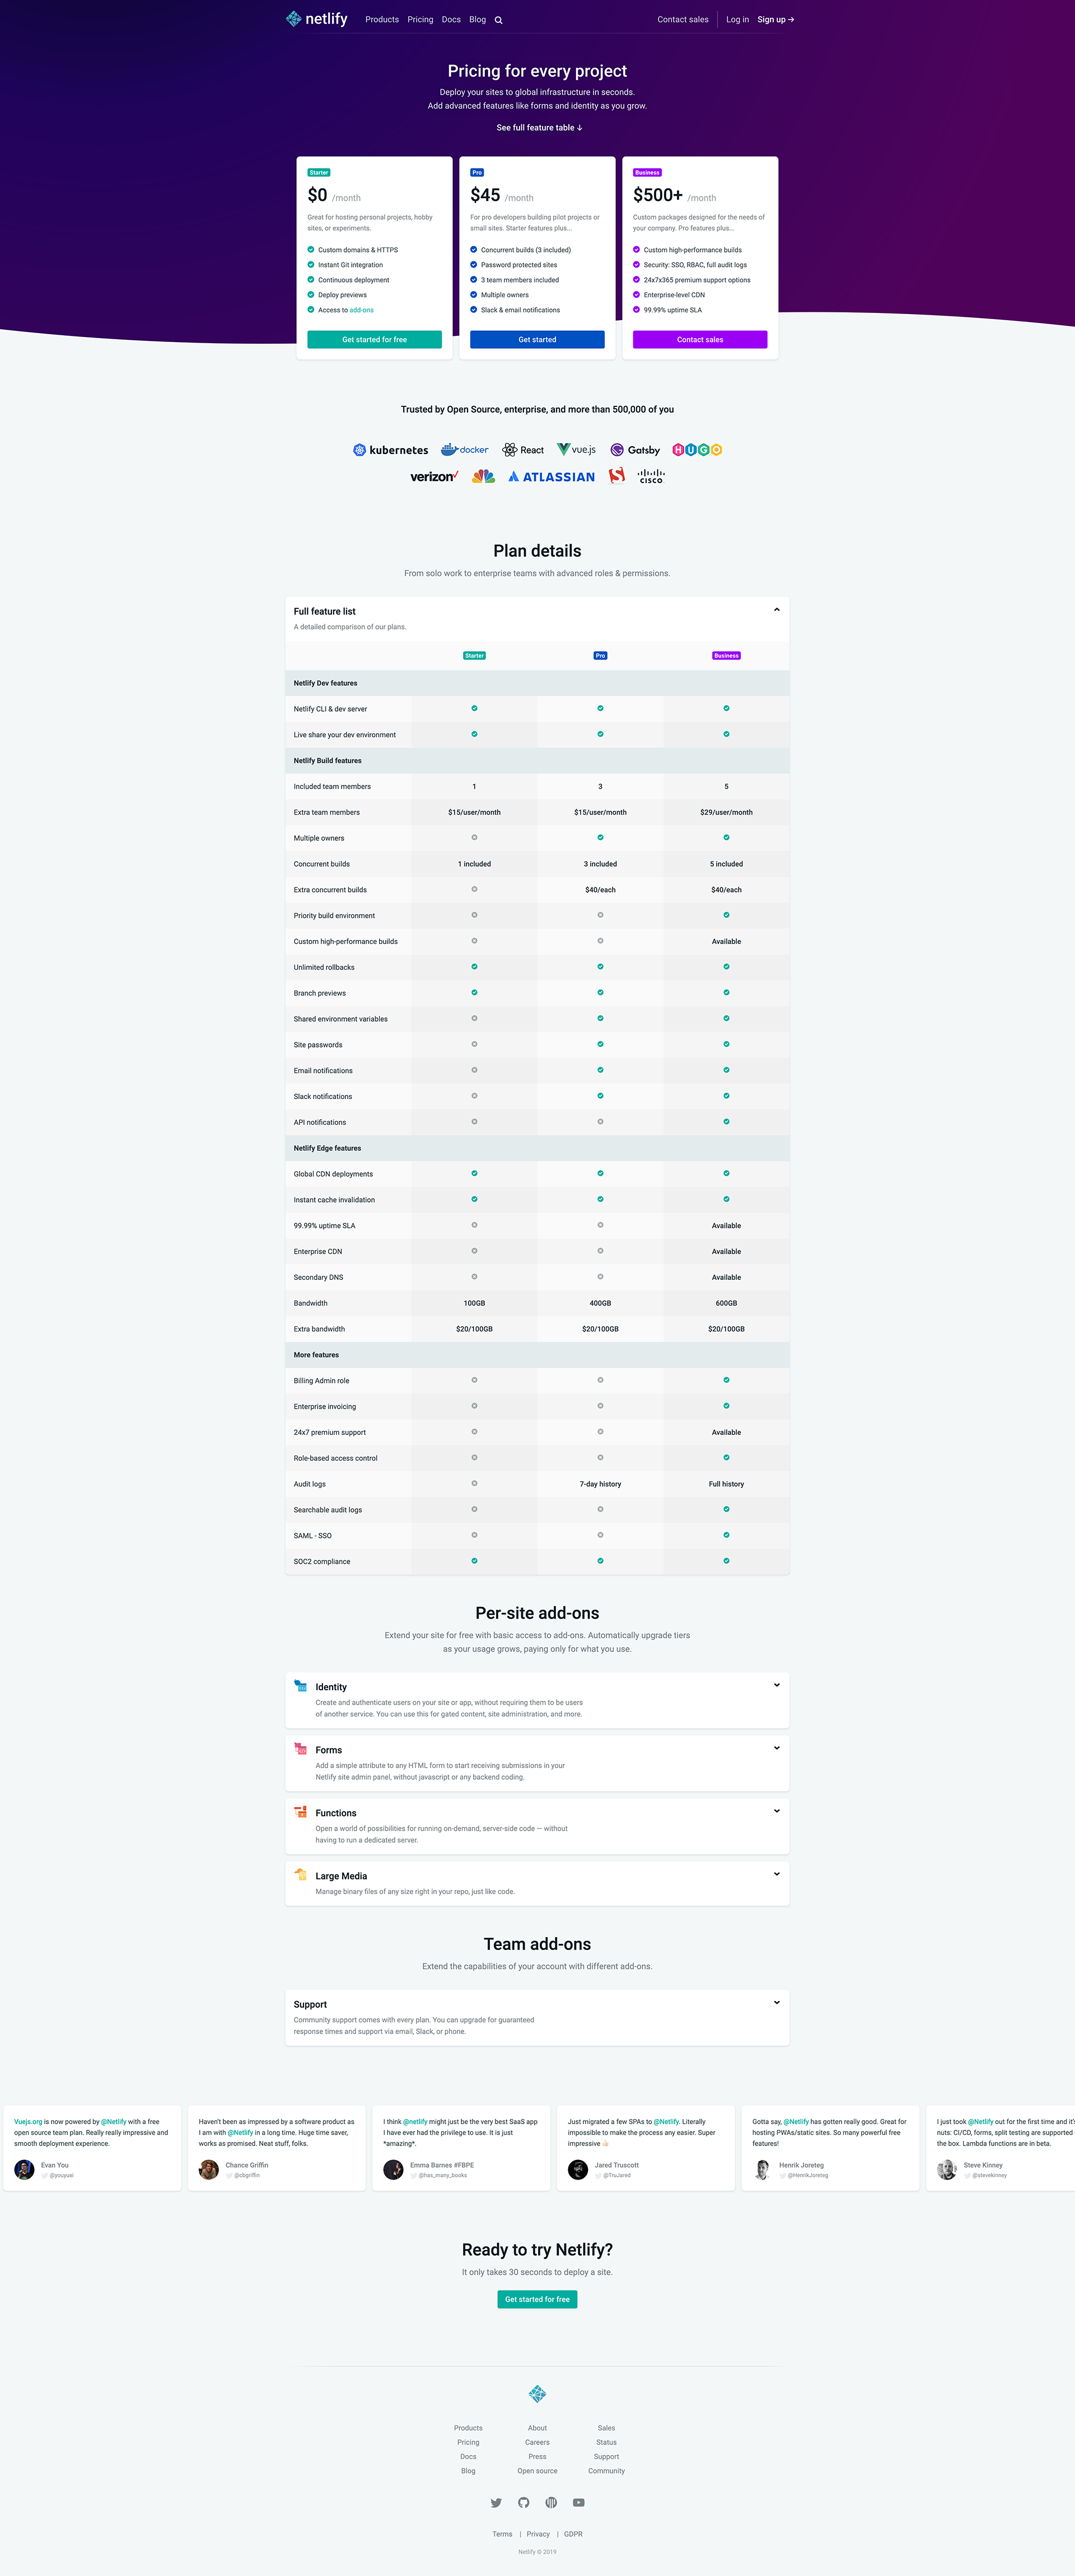 netlify Products Pricing Docs Blog Contact sales Log in Sign up →
Pricing for every project
Deploy your sites to global infrastructure in seconds.
Add advanced features like forms and identity as you grow.
See full feature table ↓
Starter
$0 /month
Great for hosting personal projects, hobby
sites, or experiments.
Custom domains & HTTPS
Instant Git integration
Continuous deployment
Deploy previews
Access to add-ons
Get started for free
Pro
$45 /month
For pro developers building pilot projects or
small sites. Starter features plus...
Concurrent builds (3 included)
Password protected sites
3 team members included
Multiple owners
Slack & email notifications
Get started
Business
$500+ /month
Custom packages designed for the needs of
your company. Pro features plus...
Custom high-performance builds
Security: SSO, RBAC, full audit logs
24x7x365 premium support options
Enterprise-level CDN
99.99% uptime SLA
Contact sales
Trusted by Open Source, enterprise, and more than 500,000 of you
kubernetes docker React vue.js Gatsby HUGO
verizon ATLASSIAN CISCO
Plan details
From solo work to enterprise teams with advanced roles & permissions.
Full feature list
A detailed comparison of our plans.
Starter Pro Business
Netlify Dev features
Netlify CLI & dev server
Live share your dev environment
Netlify Build features
Included team members 1 3 5
Extra team members $15/user/month $15/user/month $29/user/month
Multiple owners
Concurrent builds 1 included 3 included 5 included
Extra concurrent builds $40/each $40/each
Priority build environment
Custom high-performance builds Available
Unlimited rollbacks
Branch previews
Shared environment variables
Site passwords
Email notifications
Slack notifications
API notifications
Netlify Edge features
Global CDN deployments
Instant cache invalidation
99.99% uptime SLA Available
Enterprise CDN Available
Secondary DNS Available
Bandwidth 100GB 400GB 600GB
Extra bandwidth $20/100GB $20/100GB $20/100GB
More features
Billing Admin role
Enterprise invoicing
24x7 premium support Available
Role-based access control
Audit logs 7-day history Full history
Searchable audit logs
SAML - SSO
SOC2 compliance
Per-site add-ons
Extend your site for free with basic access to add-ons. Automatically upgrade tiers
as your usage grows, paying only for what you use.
Identity
Create and authenticate users on your site or app, without requiring them to be users
of another service. You can use this for gated content, site administration, and more.
Forms
Add a simple attribute to any HTML form to start receiving submissions in your
Netlify site admin panel, without javascript or any backend coding.
Functions
Open a world of possibilities for running on-demand, server-side code — without
having to run a dedicated server.
Large Media
Manage binary files of any size right in your repo, just like code.
Team add-ons
Extend the capabilities of your account with different add-ons.
Support
Community support comes with every plan. You can upgrade for guaranteed
response times and support via email, Slack, or phone.
Vuejs.org is now powered by @Netlify with a free
open source team plan. Really really impressive and
smooth deployment experience.
Evan You
@youyuxi
Haven't been as impressed by a software product as
I am with @Netlify in a long time. Huge time saver,
works as promised. Neat stuff, folks.
Chance Griffin
@cbgriffin
I think @netlify might just be the very best SaaS app
I have ever had the privilege to use. It is just
*amazing*.
Emma Barnes #FBPE
@has_many_books
Just migrated a few SPAs to @Netlify. Literally
impossible to make the process any easier. Super
impressive 👍
Jared Truscott
@TruJared
Gotta say, @Netlify has gotten really good. Great for
hosting PWAs/static sites. So many powerful free
features!
Henrik Joreteg
@HenrikJoreteg
I just took @Netlify out for the first time and it's
nuts: CI/CD, forms, split testing are supported
the box. Lambda functions are in beta.
Steve Kinney
@stevekinney
Ready to try Netlify?
It only takes 30 seconds to deploy a site.
Get started for free
Products About Sales
Pricing Careers Status
Docs Press Support
Blog Open source Community
Terms | Privacy | GDPR
Netlify © 2019